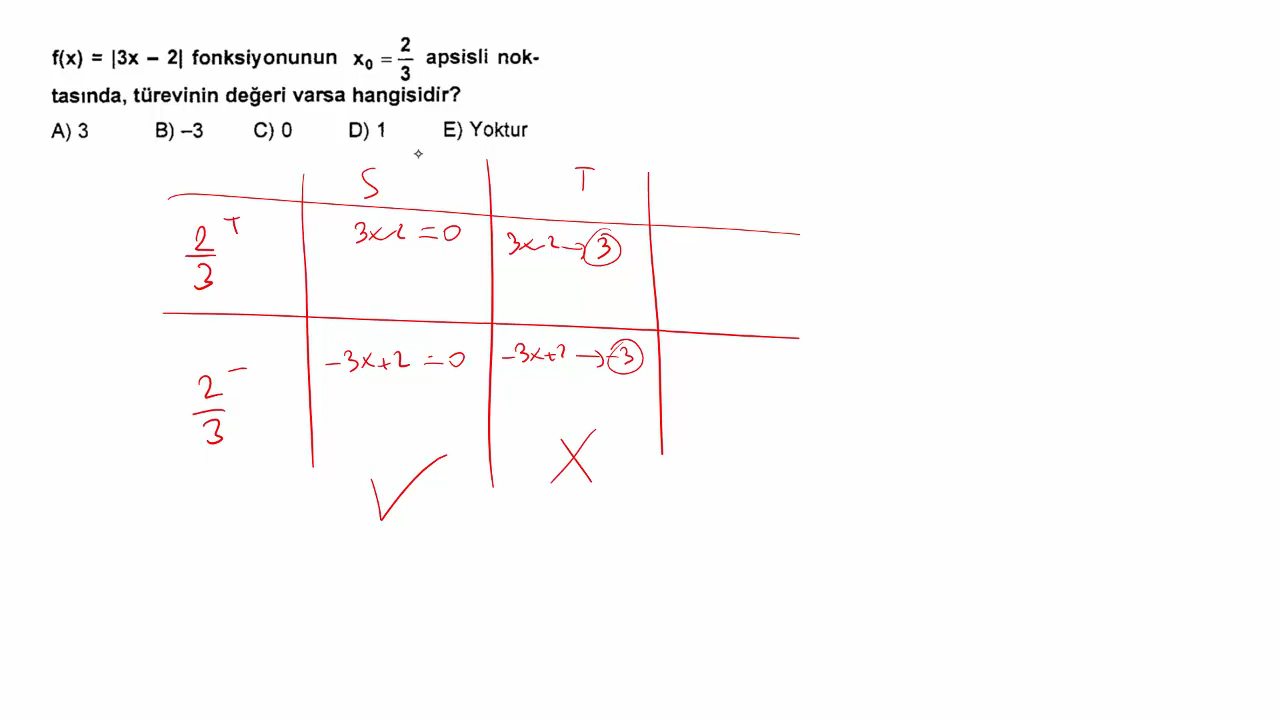 f(x) = |3x – 2| fonksiyonunun x₀ = 2/3 apsisli nok-
tasında, türevinin değeri varsa hangisidir?
A) 3 B) –3 C) 0 D) 1 E) Yoktur
S T
2/3 + 3x-2 = 0 3x-2 → 3
2/3 - -3x+2 = 0 -3x+2 → -3